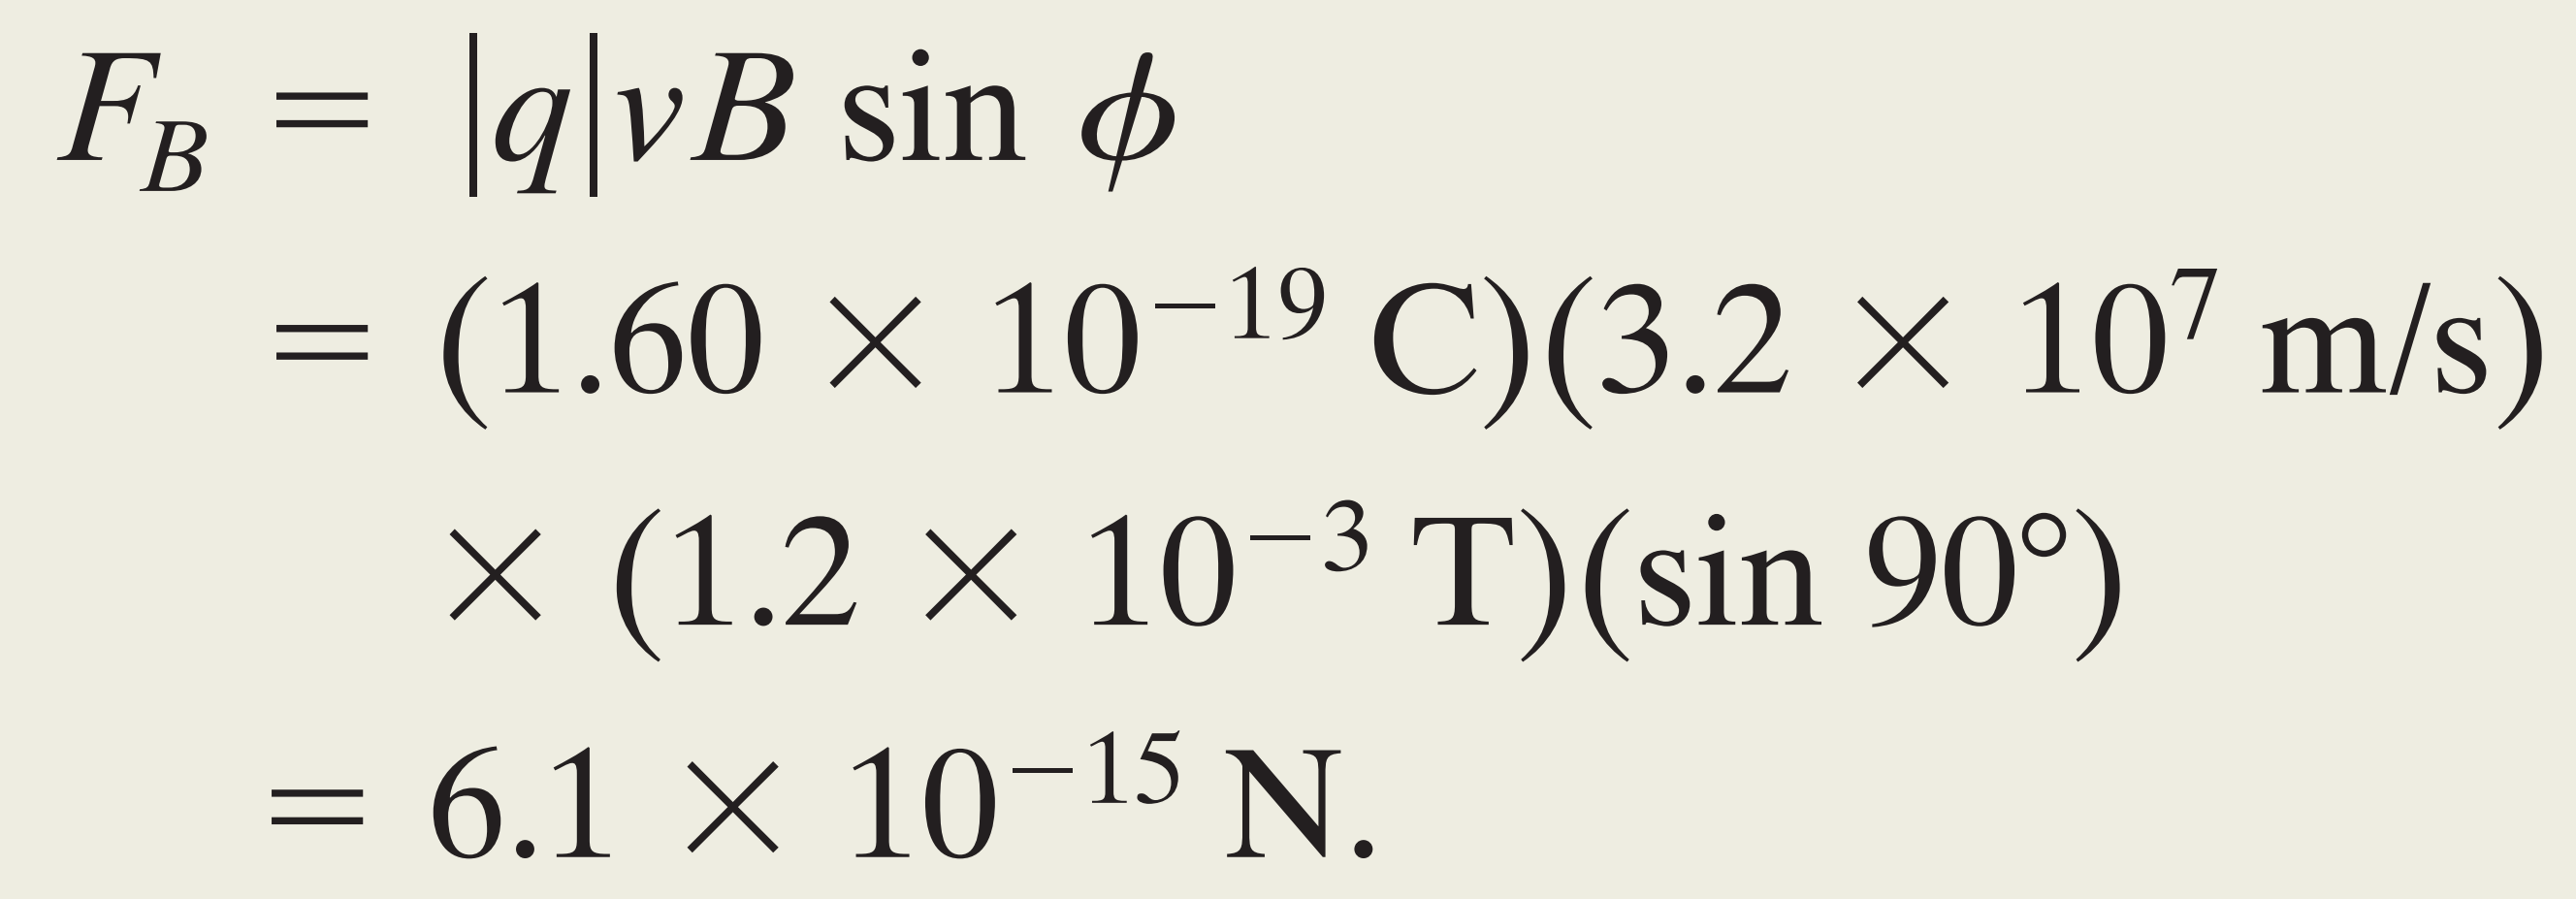 F_B = |q|vB sin ϕ
= (1.60 × 10⁻¹⁹ C)(3.2 × 10⁷ m/s)
× (1.2 × 10⁻³ T)(sin 90°)
= 6.1 × 10⁻¹⁵ N.